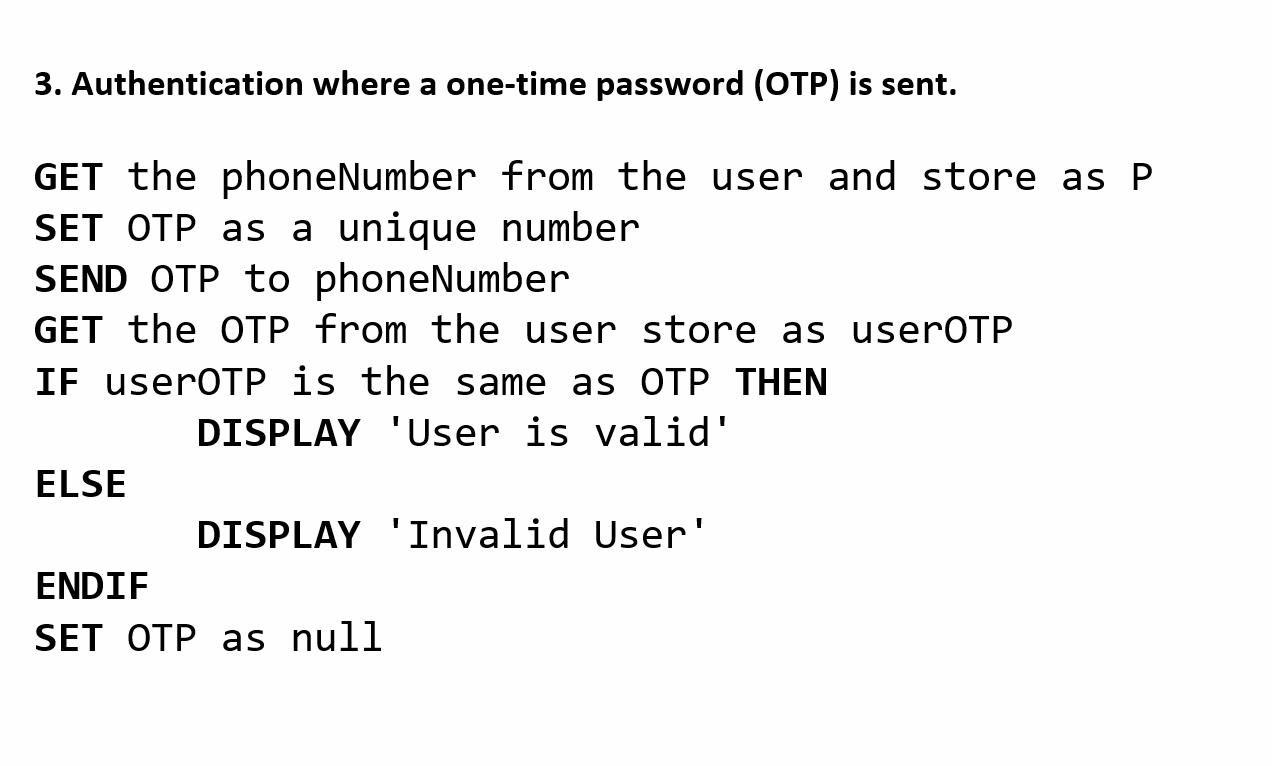 3. Authentication where a one-time password (OTP) is sent.
GET the phoneNumber from the user and store as P
SET OTP as a unique number
SEND OTP to phoneNumber
GET the OTP from the user store as userOTP
IF userOTP is the same as OTP THEN
DISPLAY 'User is valid'
ELSE
DISPLAY 'Invalid User'
ENDIF
SET OTP as null